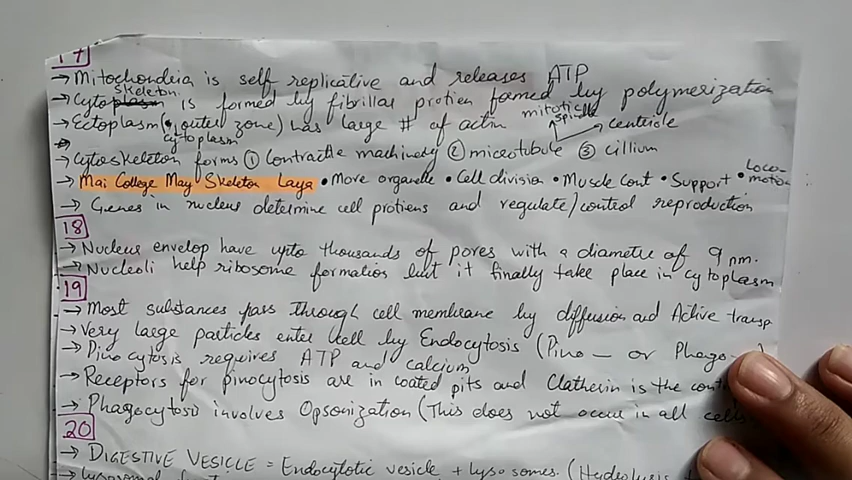 17
→ Mitochondria is self replicative and releases ATP
→ Cytoskeleton is formed by fibrillar protien formed by polymerization
→ Ectoplasm (outer zone) has large # of actin
cytoplasm
mitotic spindle centriole
→ Cytoskeleton forms ① Contractile machinery ② microtubule ③ cillium
→ Mai College May Skeleton Laya • More organelle • Cell division • Muscle Cont • Support • Locomotion
→ Genes in nucleus determine cell protiens and regulate/control reproduction
18
→ Nucleus envelop have upto thousands of pores with a diametre of 9 nm.
→ Nucleoli help ribosome formation but it finally take place in cytoplasm
19
→ Most substances pass through cell membrane by diffusion and Active transp
→ Very large particles enter cell by Endocytosis (Pino — or Phago —)
→ Pinocytosis requires ATP and calcium
→ Receptors for pinocytosis are in coated pits and Clatherin is the
→ Phagocytosis involves Opsonization (This does not occur in all cells
20
→ DIGESTIVE VESICLE = Endocytotic vesicle + lysosomes. (Hydrolysis